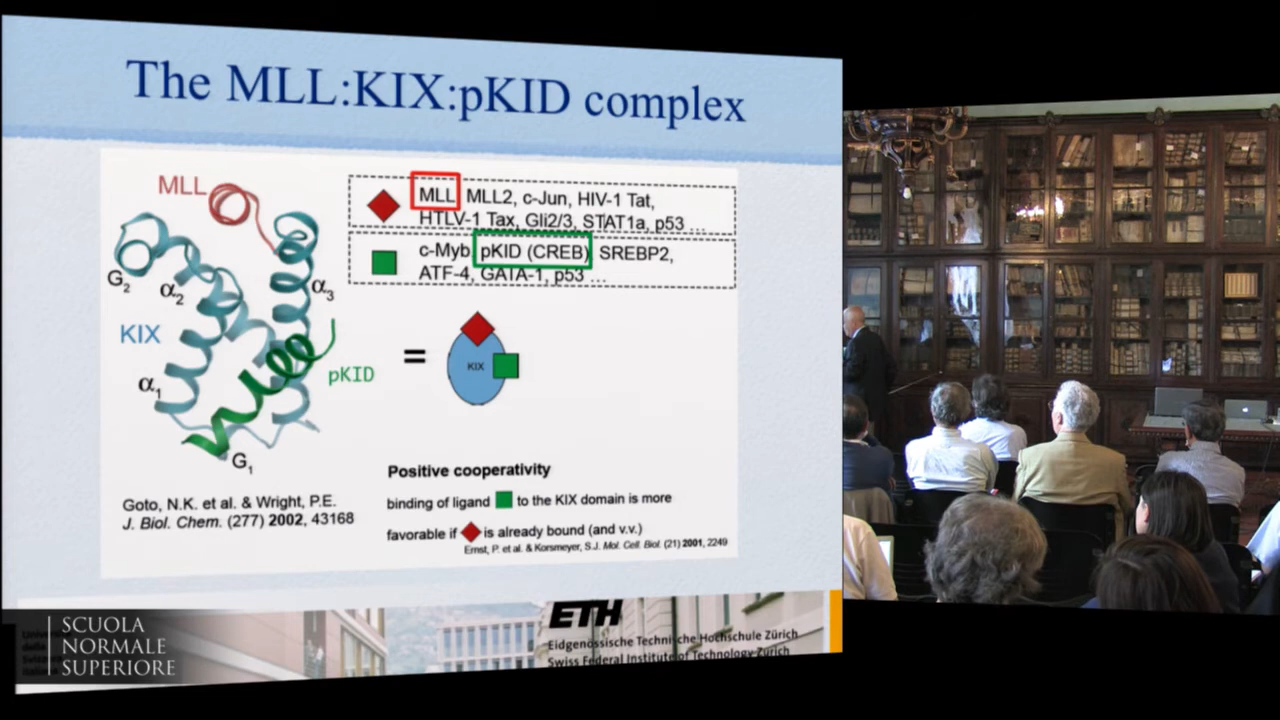 The MLL:KIX:pKID complex
MLL
G2
α2
α3
KIX
α1
pKID
G1
MLL MLL2, c-Jun, HIV-1 Tat,
HTLV-1 Tax, Gli2/3, STAT1a, p53 ...
c-Myb pKID (CREB) SREBP2,
ATF-4, GATA-1, p53 ...
=
KIX
Positive cooperativity
binding of ligand to the KIX domain is more
favorable if is already bound (and v.v.)
Ernst, P. et al. & Korsmeyer, S.J. Mol. Cell. Biol. (21) 2001, 2249
Goto, N.K. et al. & Wright, P.E.
J. Biol. Chem. (277) 2002, 43168
SCUOLA
NORMALE
SUPERIORE
ETH
Eidgenössische Technische Hochschule Zürich
Swiss Federal Institute of Technology Zurich